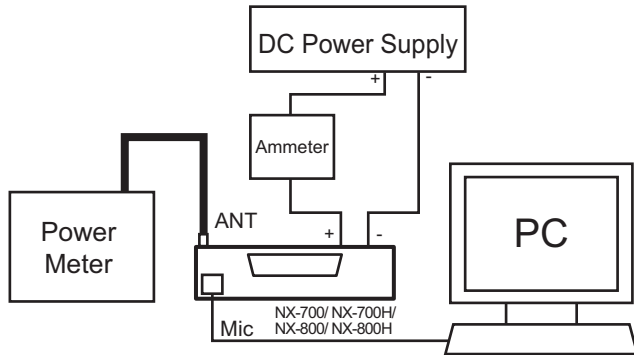 DC Power Supply
+ -
Ammeter
ANT
+ -
Power
Meter
PC
Mic
NX-700/ NX-700H/
NX-800/ NX-800H